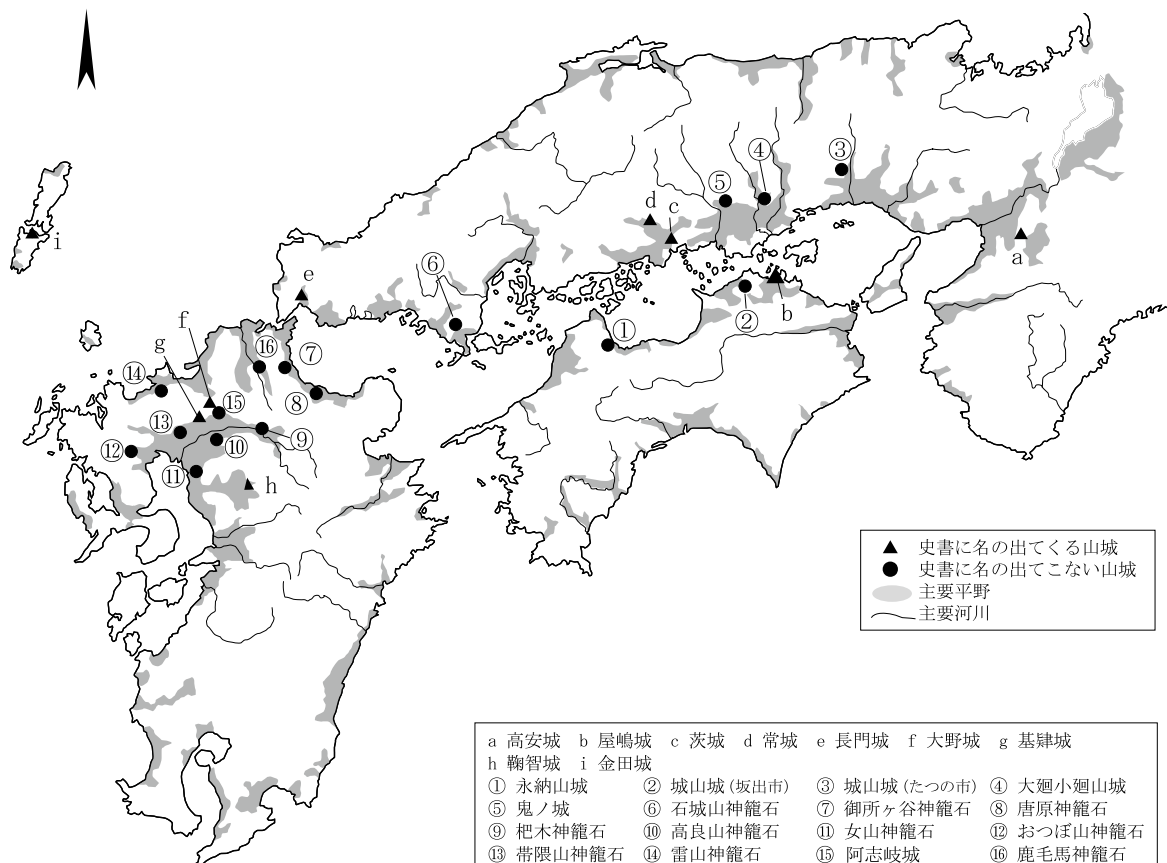 ③
④
⑤
d
c
i
a
e
⑥
f
①
②
b
g
⑯
⑦
⑭
⑮
⑧
⑬
⑨
⑫
⑩
⑪
h
▲ 史書に名の出てくる山城
● 史書に名の出てこない山城
主要平野
主要河川
a 高安城 b 屋嶋城 c 茨城 d 常城 e 長門城 f 大野城 g 基肄城
h 鞠智城 i 金田城
① 永納山城 ② 城山城(坂出市) ③ 城山城(たつの市) ④ 大廻小廻山城
⑤ 鬼ノ城 ⑥ 石城山神籠石 ⑦ 御所ヶ谷神籠石 ⑧ 唐原神籠石
⑨ 杷木神籠石 ⑩ 高良山神籠石 ⑪ 女山神籠石 ⑫ おつぼ山神籠石
⑬ 帯隈山神籠石 ⑭ 雷山神籠石 ⑮ 阿志岐城 ⑯ 鹿毛馬神籠石